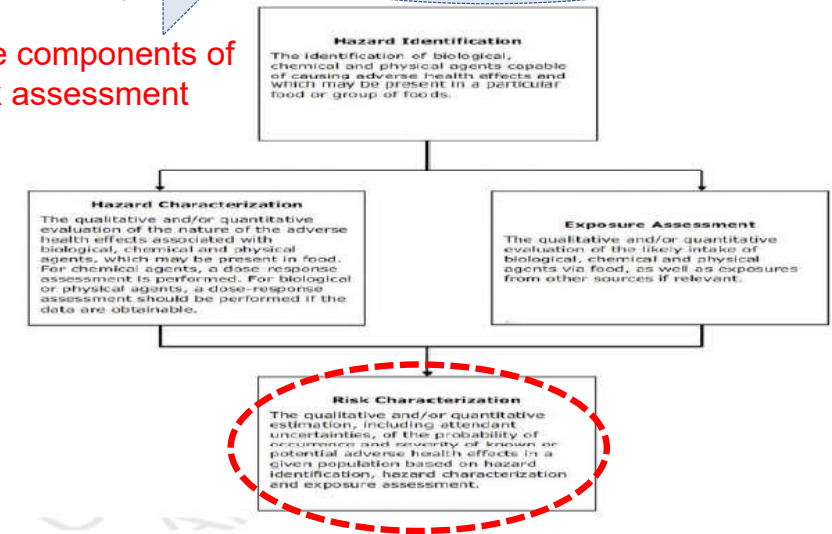 e components of
assessment
Hazard Identification
The identification of biological,
chemical and physical agents capable
of causing adverse health effects and
which may be present in a particular
food or group of foods.
Hazard Characterization
The qualitative and/or quantitative
evaluation of the nature of the adverse
health effects associated with
biological, chemical and physical
agents, which may be present in food.
For chemical agents, a dose-response
assessment is performed. For biological
or physical agents, a dose-response
assessment should be performed if the
data are obtainable.
Exposure Assessment
The qualitative and/or quantitative
evaluation of the likely intake of
biological, chemical and physical
agents via food, as well as exposures
from other sources if relevant.
Risk Characterization
The qualitative and/or quantitative
estimation, including attendant
uncertainties, of the probability of
occurrence and severity of known or
potential adverse health effects in a
given population based on hazard
identification, hazard characterization
and exposure assessment.